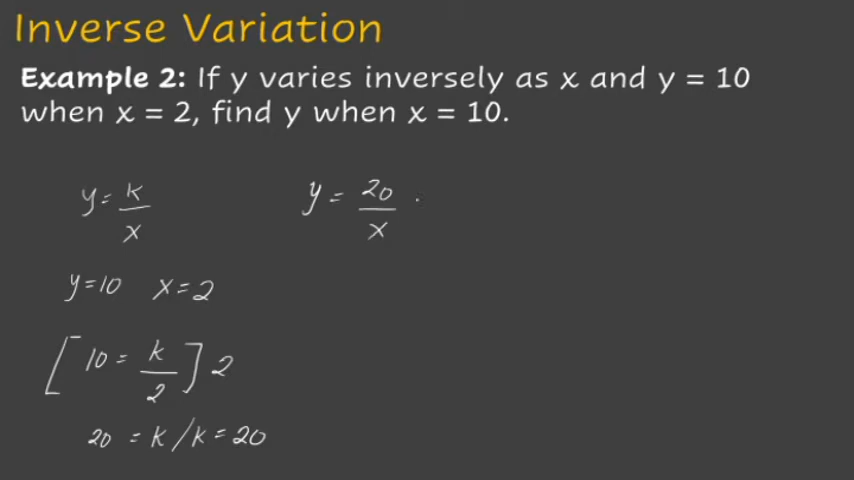 Inverse Variation
Example 2: If y varies inversely as x and y = 10
when x = 2, find y when x = 10.
y = k/x
y = 20/x
y = 10 x = 2
[10 = k/2] 2
20 = k / k = 20